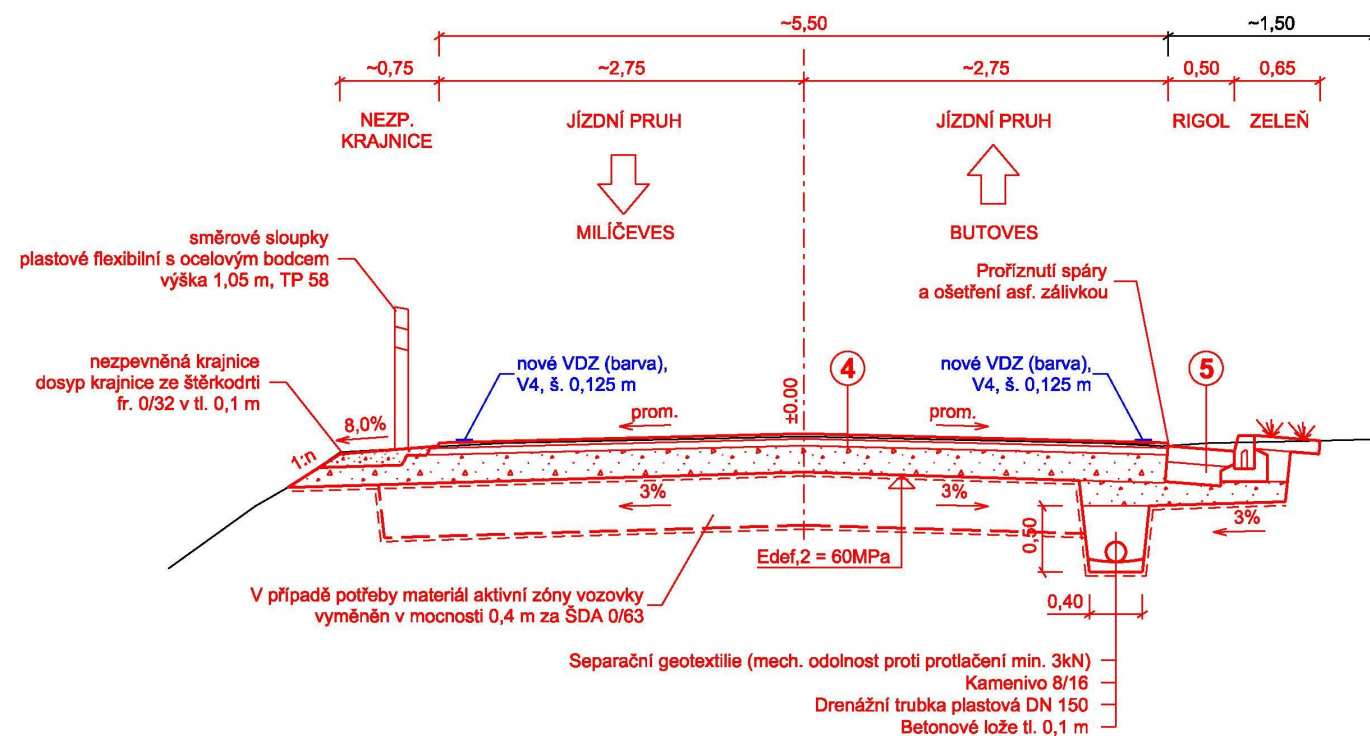 ~5,50
~1,50
~0,75
~2,75
~2,75
0,50
0,65
NEZP.
KRAJNICE
JÍZDNÍ PRUH
JÍZDNÍ PRUH
RIGOL
ZELEŇ
MILÍČEVES
BUTOVES
směrové sloupky
plastové flexibilní s ocelovým bodcem
výška 1,05 m, TP 58
Proříznutí spáry
a ošetření asf. zálivkou
nezpevněná krajnice
dosyp krajnice ze štěrkodrti
fr. 0/32 v tl. 0,1 m
nové VDZ (barva),
V4, š. 0,125 m
±0.00
4
nové VDZ (barva),
V4, š. 0,125 m
5
8,0%
prom.
prom.
1:n
3%
3%
3%
0,50
Edef,2 = 60MPa
V případě potřeby materiál aktivní zóny vozovky
vyměněn v mocnosti 0,4 m za ŠDA 0/63
0,40
Separační geotextilie (mech. odolnost proti protlačení min. 3kN)
Kamenivo 8/16
Drenážní trubka plastová DN 150
Betonové lože tl. 0,1 m